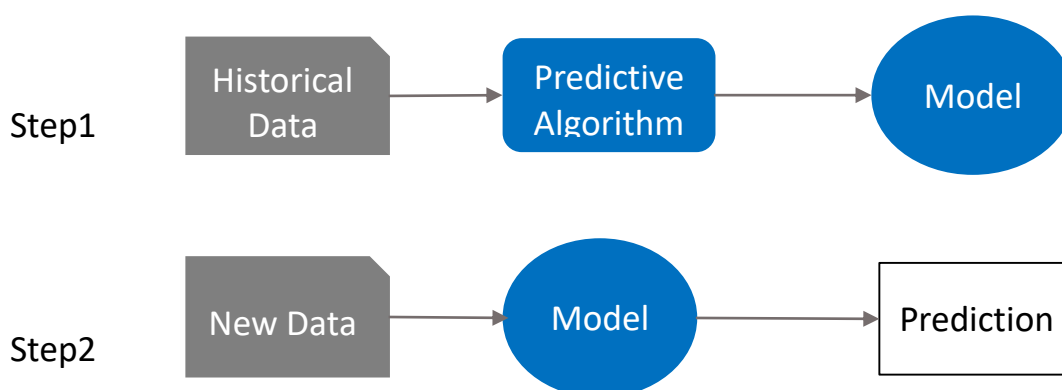 Step1
Historical
Data
Predictive
Algorithm
Model
Step2
New Data
Model
Prediction